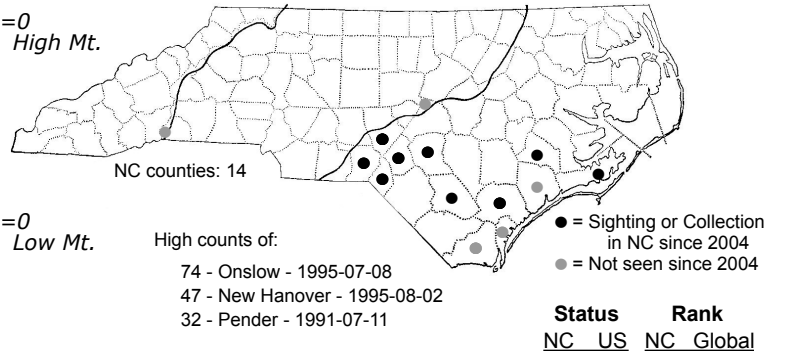 =0
High Mt.
NC counties: 14
=0
Low Mt.
High counts of:
74 - Onslow - 1995-07-08
47 - New Hanover - 1995-08-02
32 - Pender - 1991-07-11
= Sighting or Collection
in NC since 2004
= Not seen since 2004
Status Rank
NC US NC Global